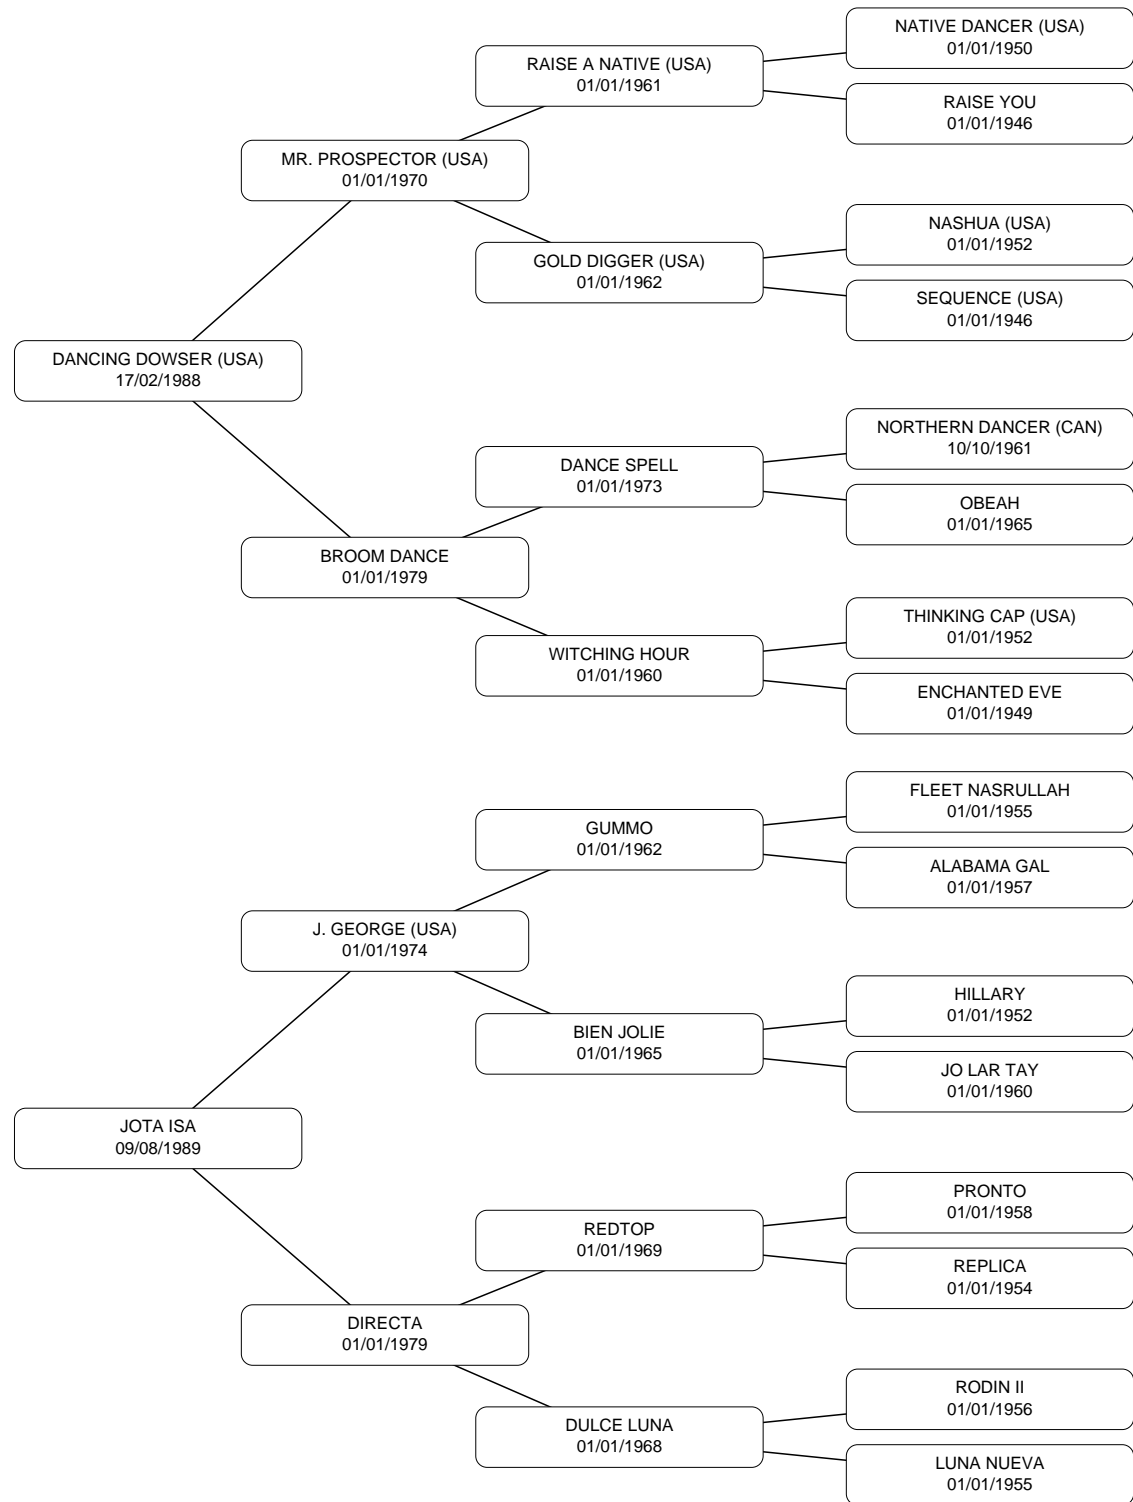 NATIVE DANCER (USA)
01/01/1950
RAISE A NATIVE (USA)
01/01/1961
RAISE YOU
01/01/1946
MR. PROSPECTOR (USA)
01/01/1970
NASHUA (USA)
01/01/1952
GOLD DIGGER (USA)
01/01/1962
SEQUENCE (USA)
01/01/1946
DANCING DOWSER (USA)
17/02/1988
NORTHERN DANCER (CAN)
10/10/1961
DANCE SPELL
01/01/1973
OBEAH
01/01/1965
BROOM DANCE
01/01/1979
THINKING CAP (USA)
01/01/1952
WITCHING HOUR
01/01/1960
ENCHANTED EVE
01/01/1949
FLEET NASRULLAH
01/01/1955
GUMMO
01/01/1962
ALABAMA GAL
01/01/1957
J. GEORGE (USA)
01/01/1974
HILLARY
01/01/1952
BIEN JOLIE
01/01/1965
JO LAR TAY
01/01/1960
JOTA ISA
09/08/1989
PRONTO
01/01/1958
REDTOP
01/01/1969
REPLICA
01/01/1954
DIRECTA
01/01/1979
RODIN II
01/01/1956
DULCE LUNA
01/01/1968
LUNA NUEVA
01/01/1955